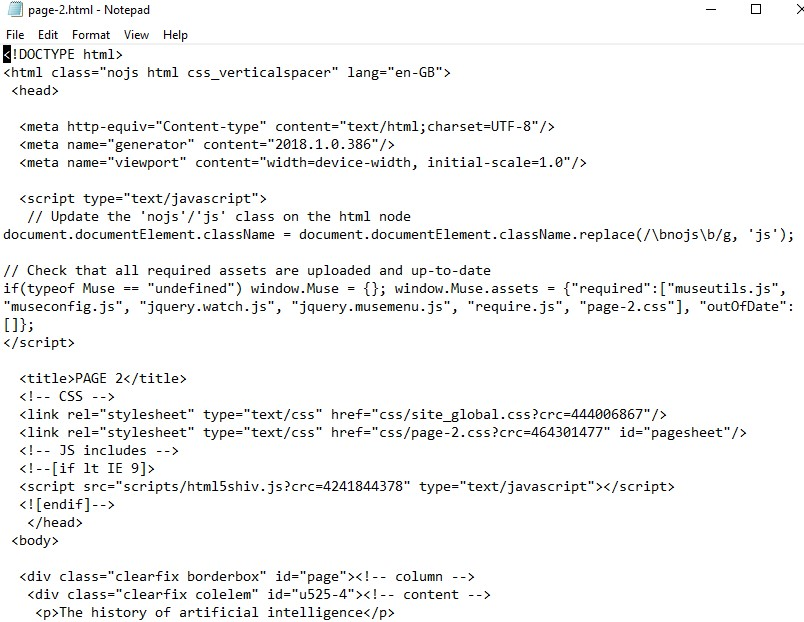 page-2.html - Notepad
File Edit Format View Help
<!DOCTYPE html>
<html class="nojs html css_verticalspacer" lang="en-GB">
<head>
<meta http-equiv="Content-type" content="text/html;charset=UTF-8"/>
<meta name="generator" content="2018.1.0.386"/>
<meta name="viewport" content="width=device-width, initial-scale=1.0"/>
<script type="text/javascript">
// Update the 'nojs'/'js' class on the html node
document.documentElement.className = document.documentElement.className.replace(/\bnojs\b/g, 'js');
// Check that all required assets are uploaded and up-to-date
if(typeof Muse == "undefined") window.Muse = {}; window.Muse.assets = {"required":["museutils.js",
"museconfig.js", "jquery.watch.js", "jquery.musemenu.js", "require.js", "page-2.css"], "outOfDate":
[]};
</script>
<title>PAGE 2</title>
<!-- CSS -->
<link rel="stylesheet" type="text/css" href="css/site_global.css?crc=444006867"/>
<link rel="stylesheet" type="text/css" href="css/page-2.css?crc=464301477" id="pagesheet"/>
<!-- JS includes -->
<!--[if lt IE 9]>
<script src="scripts/html5shiv.js?crc=4241844378" type="text/javascript"></script>
<![endif]-->
</head>
<body>
<div class="clearfix borderbox" id="page"><!-- column -->
<div class="clearfix colelem" id="u525-4"><!-- content -->
<p>The history of artificial intelligence</p>